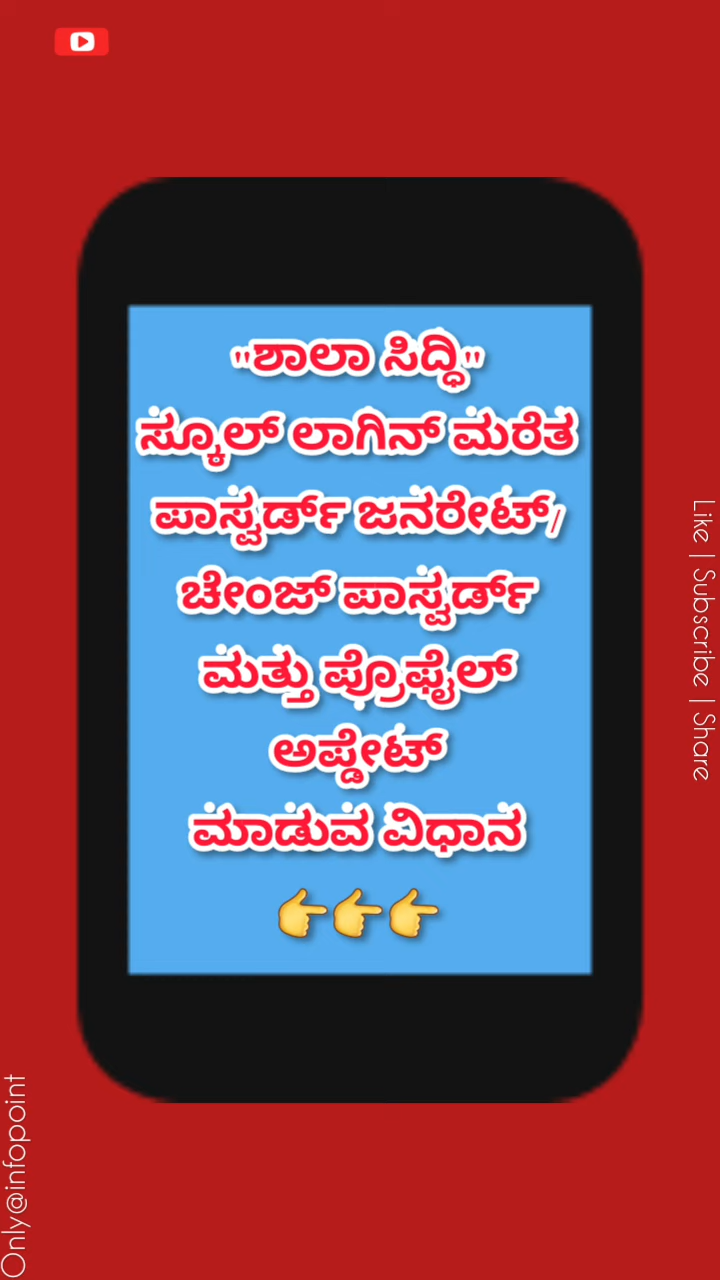 "ಶಾಲಾ ಸಿದ್ಧಿ"
ಸ್ಕೂಲ್ ಲಾಗಿನ್ ಮರೆತ
ಪಾಸ್ವರ್ಡ್ ಜನರೇಟ್/
ಚೇಂಜ್ ಪಾಸ್ವರ್ಡ್
ಮತ್ತು ಪ್ರೊಫೈಲ್
ಅಪ್ಡೇಟ್
ಮಾಡುವ ವಿಧಾನ
👉👉👉
Like | Subscribe | Share
Only@infopoint